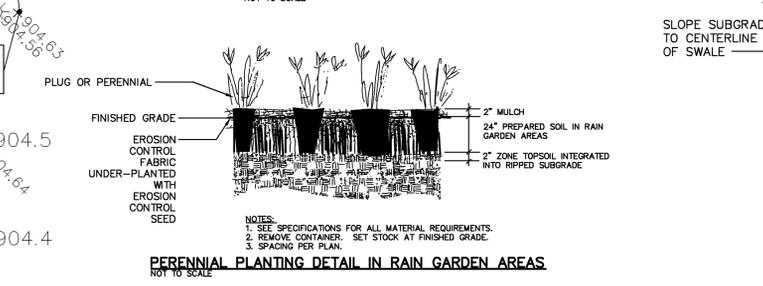 NOT TO SCALE
904.63
904.56
904.5
904.64
904.4
PLUG OR PERENNIAL
FINISHED GRADE
EROSION
CONTROL
FABRIC
UNDER-PLANTED
WITH
EROSION
CONTROL
SEED
2" MULCH
24" PREPARED SOIL IN RAIN
GARDEN AREAS
2" ZONE TOPSOIL INTEGRATED
INTO RIPPED SUBGRADE
NOTES:
1. SEE SPECIFICATIONS FOR ALL MATERIAL REQUIREMENTS.
2. REMOVE CONTAINER. SET STOCK AT FINISHED GRADE.
3. SPACING PER PLAN.
PERENNIAL PLANTING DETAIL IN RAIN GARDEN AREAS
NOT TO SCALE
SLOPE SUBGRAD
TO CENTERLINE
OF SWALE